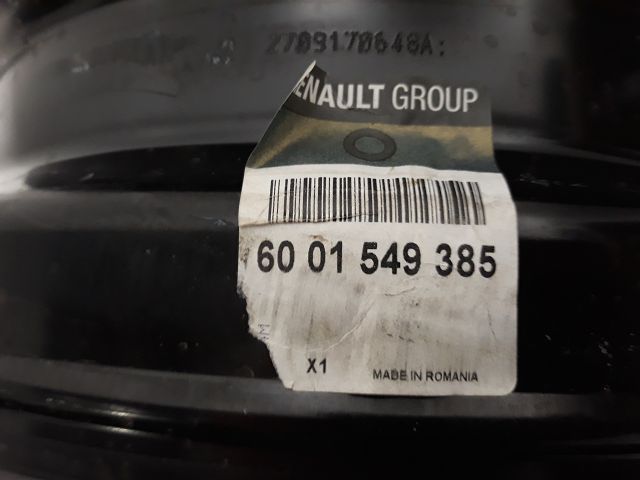 2709170648A:
ENAULT GROUP
60 01 549 385
X1
MADE IN ROMANIA